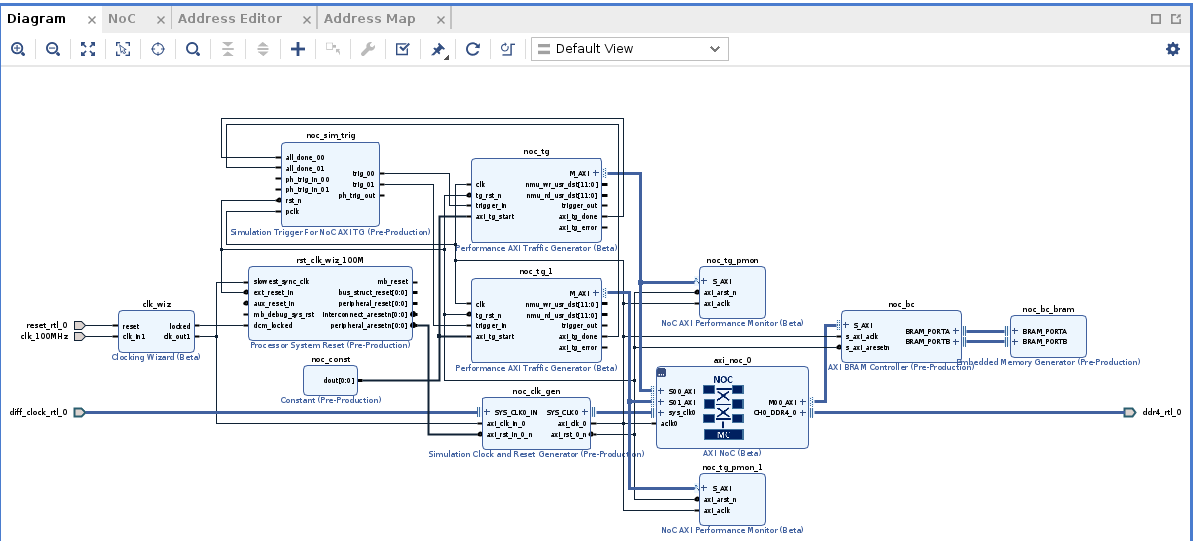 Diagram
NoC
Address Editor
Address Map
Default View
noc_sim_trig
all_done_00
all_done_01
ph_trig_in_00
ph_trig_in_01
rst_n
pclk
trig_00
trig_01
ph_trig_out
Simulation Trigger For NoC AXI TG (Pre-Production)
noc_tg
clk
tg_rst_n
trigger_in
axi_tg_start
M_AXI
nmu_wr_usr_dst[11:0]
nmu_rd_usr_dst[11:0]
trigger_out
axi_tg_done
axi_tg_error
Performance AXI Traffic Generator (Beta)
rst_clk_wiz_100M
slowest_sync_clk
ext_reset_in
aux_reset_in
mb_debug_sys_rst
dcm_locked
mb_reset
bus_struct_reset[0:0]
peripheral_reset[0:0]
interconnect_aresetn[0:0]
peripheral_aresetn[0:0]
Processor System Reset (Pre-Production)
noc_tg_1
clk
tg_rst_n
trigger_in
axi_tg_start
M_AXI
nmu_wr_usr_dst[11:0]
nmu_rd_usr_dst[11:0]
trigger_out
axi_tg_done
axi_tg_error
Performance AXI Traffic Generator (Beta)
noc_tg_pmon
S_AXI
axi_arst_n
axi_aclk
NoC AXI Performance Monitor (Beta)
clk_wiz
reset
clk_in1
locked
clk_out1
Clocking Wizard (Beta)
reset_rtl_0
clk_100MHz
noc_bc
S_AXI
s_axi_aclk
s_axi_aresetn
BRAM_PORTA
BRAM_PORTB
AXI BRAM Controller (Pre-Production)
noc_bc_bram
BRAM_PORTA
BRAM_PORTB
Embedded Memory Generator (Pre-Production)
noc_const
dout[0:0]
Constant (Pre-Production)
noc_clk_gen
SYS_CLK0_IN
axi_clk_in_0
axi_rst_in_0_n
SYS_CLK0
axi_clk_0
axi_rst_0_n
Simulation Clock and Reset Generator (Pre-Production)
axi_noc_0
NOC
MC
S00_AXI
S01_AXI
sys_clk0
aclk0
M00_AXI
CH0_DDR4_0
AXI NoC (Beta)
diff_clock_rtl_0
ddr4_rtl_0
noc_tg_pmon_1
S_AXI
axi_arst_n
axi_aclk
NoC AXI Performance Monitor (Beta)